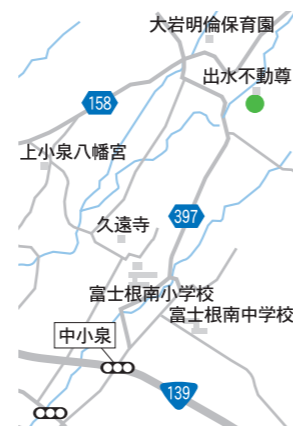 大岩明倫保育園
出水不動尊
158
上小泉八幡宮
397
久遠寺
富士根南小学校
富士根南中学校
中小泉
139